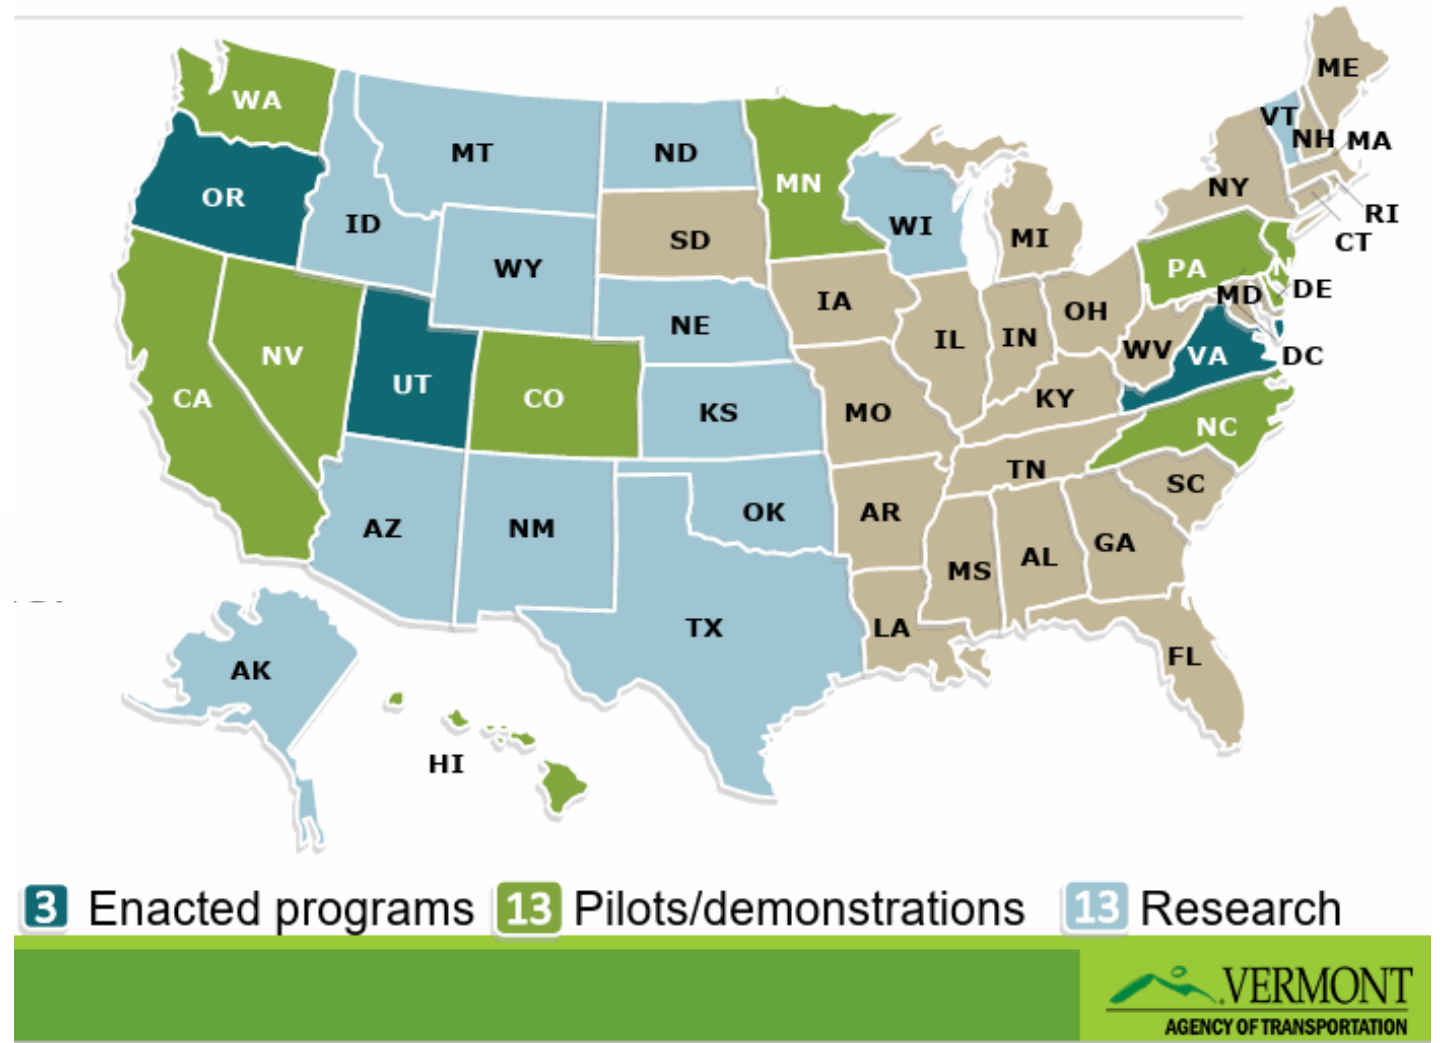 ME
WA
VT
NH
MA
MT
ND
MN
NY
OR
RI
ID
WI
SD
MI
CT
WY
PA
N
DE
MD
IA
OH
NE
IL
IN
WV
VA
DC
NV
UT
CO
CA
KS
MO
KY
NC
TN
SC
OK
AR
AZ
NM
GA
AL
MS
TX
LA
FL
AK
HI
3 Enacted programs 13 Pilots/demonstrations 13 Research
VERMONT
AGENCY OF TRANSPORTATION